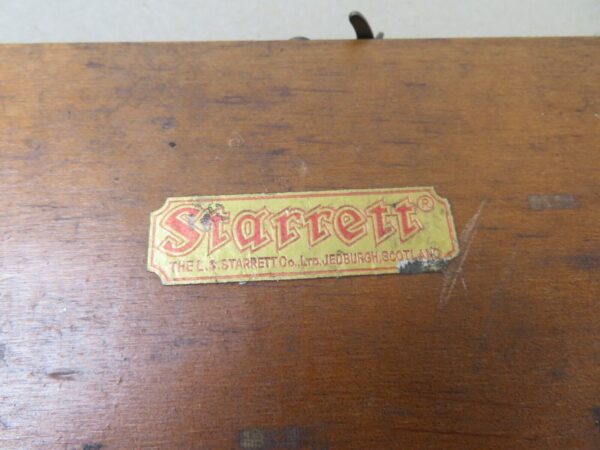 Starrett®
THE L.S. STARRETT Co., LTD. JEDBURGH, SCOTLAND